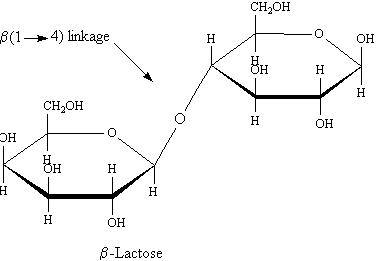 CH₂OH
β(1 → 4) linkage
H O OH
H
OH H
H
CH₂OH
O H OH
OH O
H
OH H
H H
H OH
β-Lactose